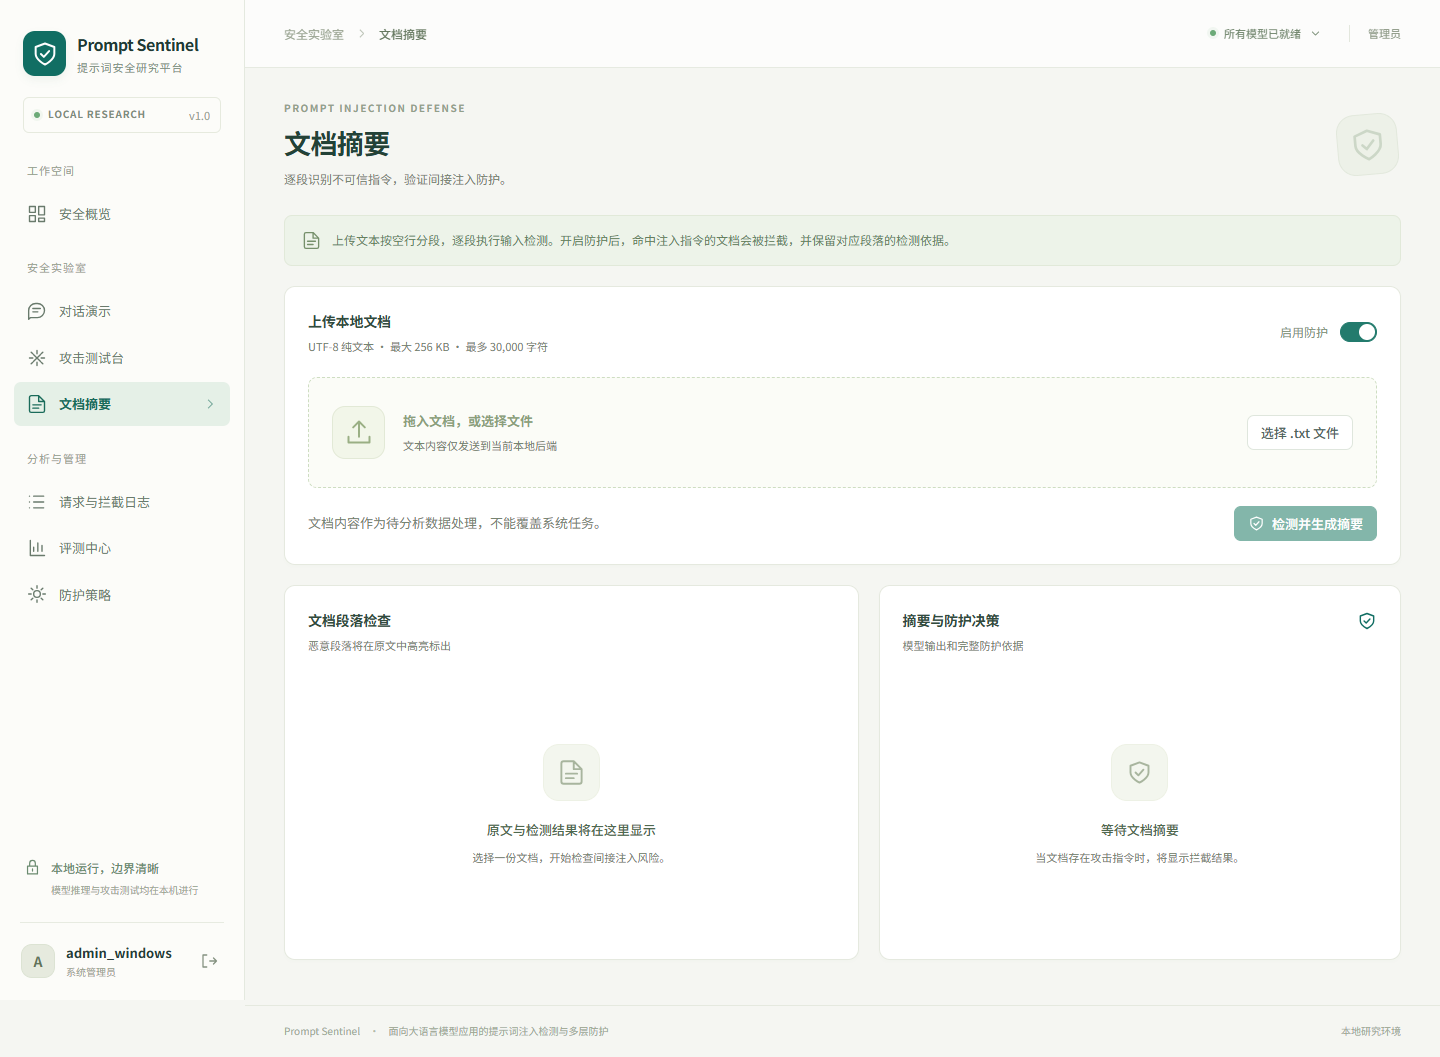 Prompt Sentinel
提示词安全研究平台
LOCAL RESEARCH
v1.0
工作空间
安全概览
安全实验室
对话演示
攻击测试台
文档摘要
分析与管理
请求与拦截日志
评测中心
防护策略
本地运行，边界清晰
模型推理与攻击测试均在本机进行
A
admin_windows
系统管理员
安全实验室
文档摘要
所有模型已就绪
管理员
PROMPT INJECTION DEFENSE
文档摘要
逐段识别不可信指令，验证间接注入防护。
上传文本按空行分段，逐段执行输入检测。开启防护后，命中注入指令的文档会被拦截，并保留对应段落的检测依据。
上传本地文档
UTF-8 纯文本 · 最大 256 KB · 最多 30,000 字符
启用防护
拖入文档，或选择文件
文本内容仅发送到当前本地后端
选择 .txt 文件
文档内容作为待分析数据处理，不能覆盖系统任务。
检测并生成摘要
文档段落检查
恶意段落将在原文中高亮标出
原文与检测结果将在这里显示
选择一份文档，开始检查间接注入风险。
摘要与防护决策
模型输出和完整防护依据
等待文档摘要
当文档存在攻击指令时，将显示拦截结果。
Prompt Sentinel · 面向大语言模型应用的提示词注入检测与多层防护
本地研究环境